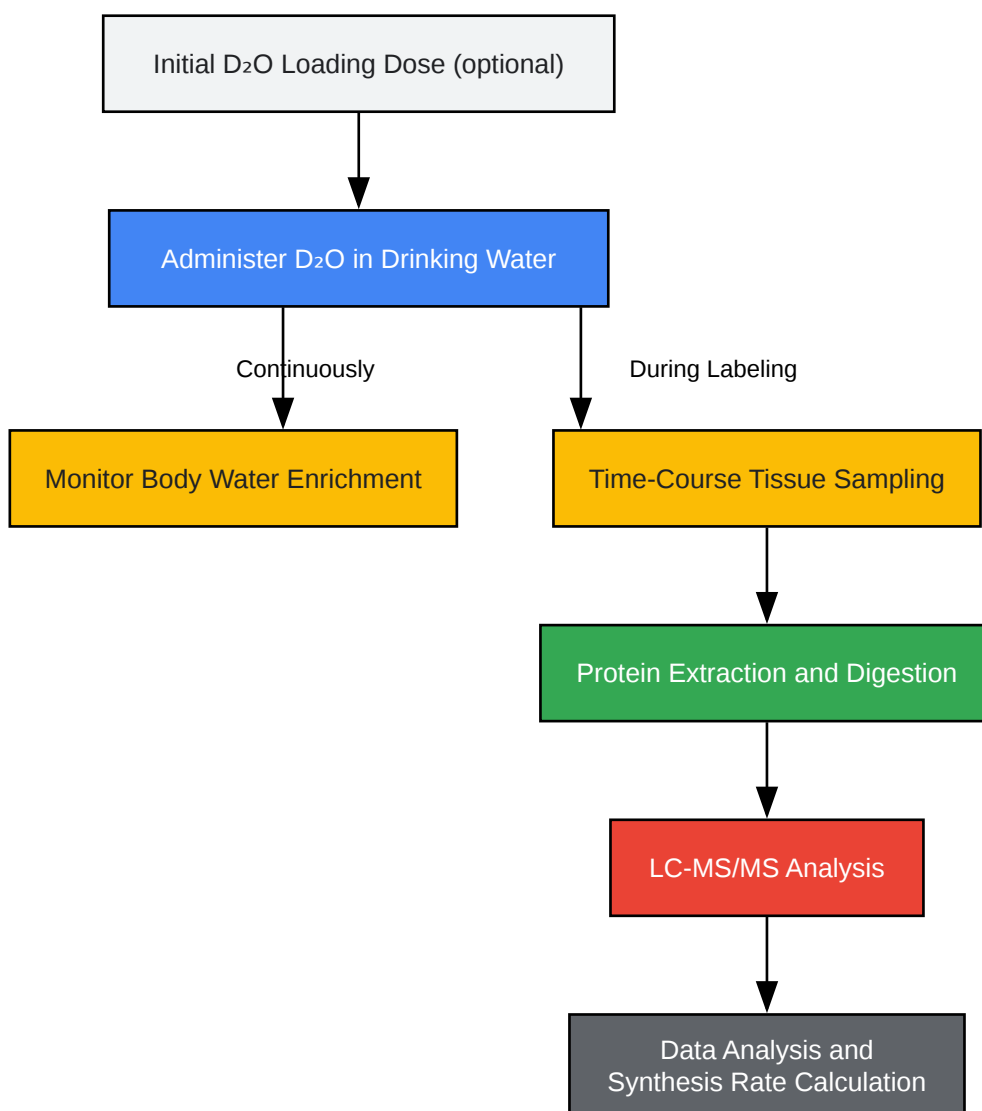 Initial D₂O Loading Dose (optional)
Administer D₂O in Drinking Water
Continuously
During Labeling
Monitor Body Water Enrichment
Time-Course Tissue Sampling
Protein Extraction and Digestion
LC-MS/MS Analysis
Data Analysis and
Synthesis Rate Calculation